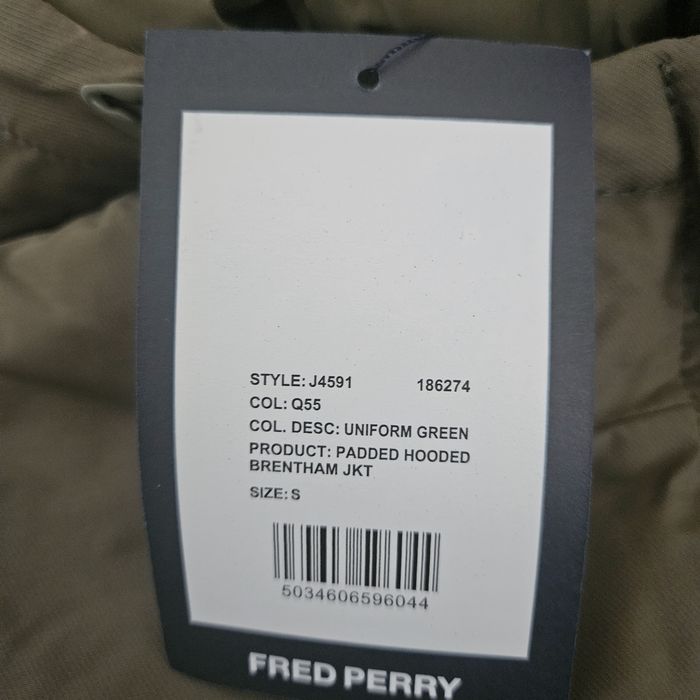 STYLE: J4591 186274
COL: Q55
COL. DESC: UNIFORM GREEN
PRODUCT: PADDED HOODED
BRENTHAM JKT
SIZE: S
5034606596044
FRED PERRY